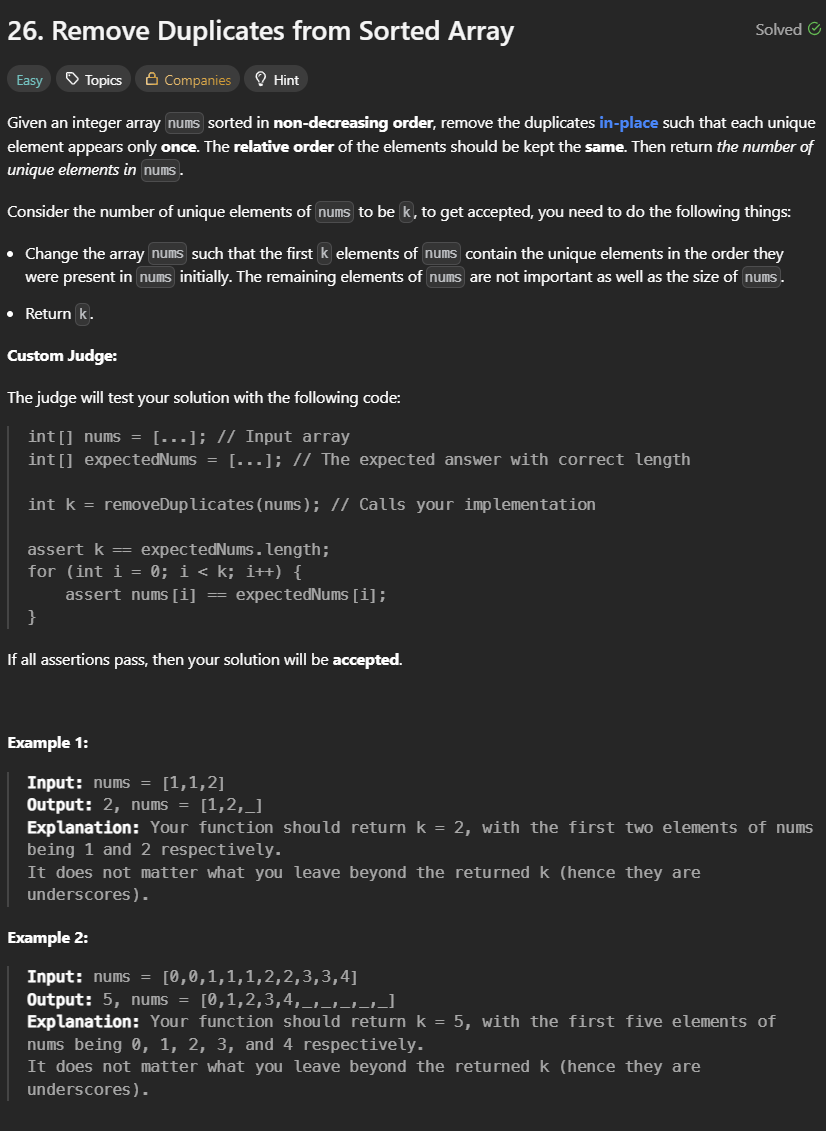 26. Remove Duplicates from Sorted Array
Solved
Easy Topics Companies Hint
Given an integer array nums sorted in non-decreasing order, remove the duplicates in-place such that each unique
element appears only once. The relative order of the elements should be kept the same. Then return the number of
unique elements in nums.
Consider the number of unique elements of nums to be k, to get accepted, you need to do the following things:
• Change the array nums such that the first k elements of nums contain the unique elements in the order they
were present in nums initially. The remaining elements of nums are not important as well as the size of nums.
• Return k.
Custom Judge:
The judge will test your solution with the following code:
int[] nums = [...]; // Input array
int[] expectedNums = [...]; // The expected answer with correct length
int k = removeDuplicates(nums); // Calls your implementation
assert k == expectedNums.length;
for (int i = 0; i < k; i++) {
    assert nums[i] == expectedNums[i];
}
If all assertions pass, then your solution will be accepted.
Example 1:
Input: nums = [1,1,2]
Output: 2, nums = [1,2,_]
Explanation: Your function should return k = 2, with the first two elements of nums
being 1 and 2 respectively.
It does not matter what you leave beyond the returned k (hence they are
underscores).
Example 2:
Input: nums = [0,0,1,1,1,2,2,3,3,4]
Output: 5, nums = [0,1,2,3,4,_,_,_,_,_]
Explanation: Your function should return k = 5, with the first five elements of
nums being 0, 1, 2, 3, and 4 respectively.
It does not matter what you leave beyond the returned k (hence they are
underscores).